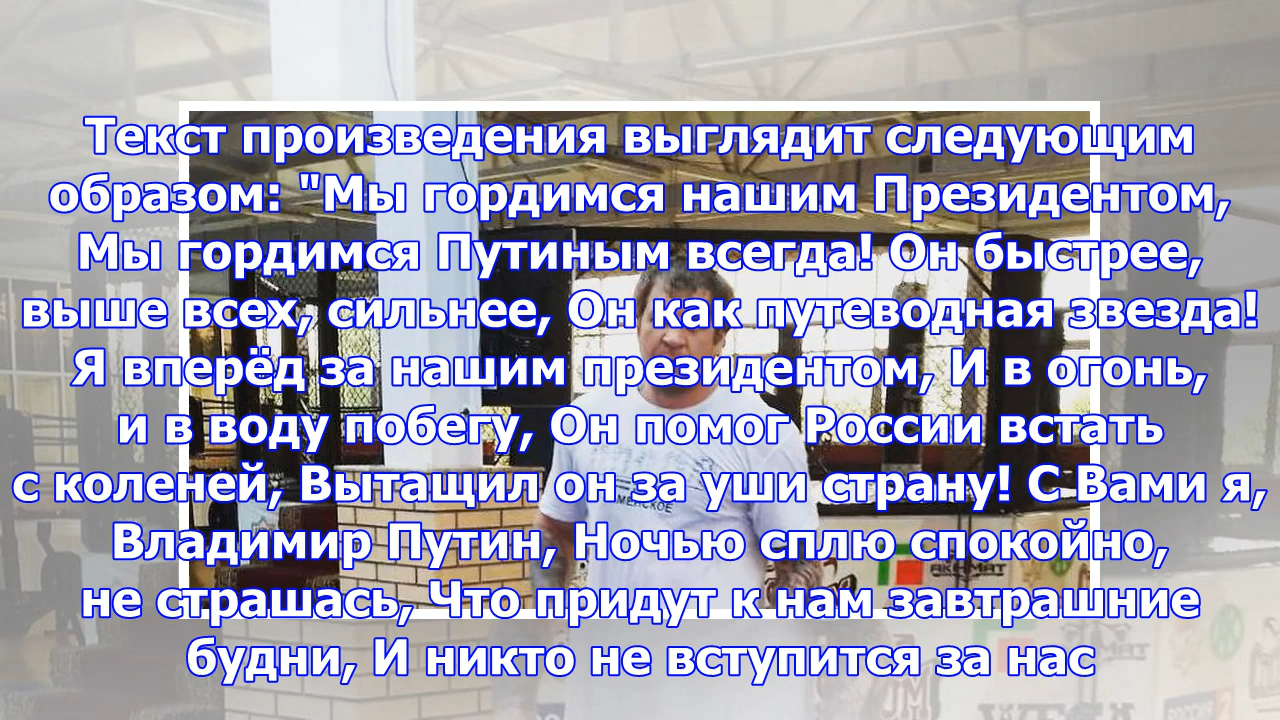 Текст произведения выглядит следующим
образом: "Мы гордимся нашим Президентом,
Мы гордимся Путиным всегда! Он быстрее,
выше всех, сильнее, Он как путеводная звезда!
Я вперёд за нашим президентом, И в огонь,
и в воду побегу, Он помог России встать
с коленей, Вытащил он за уши страну! С Вами я,
Владимир Путин, Ночью сплю спокойно,
не страшась, Что придут к нам завтрашние
будни, И никто не вступится за нас
АКНМАТ